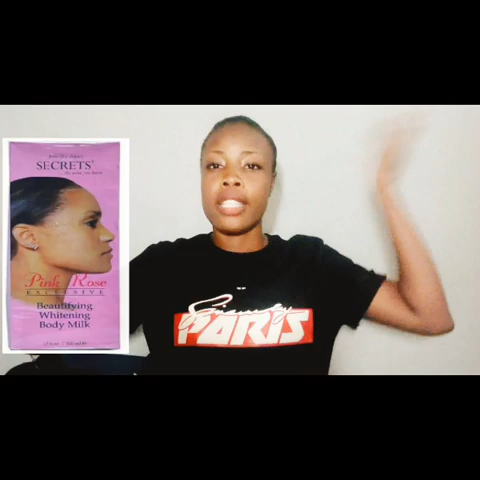 SECRETS
Pink Rose
EXCLUSIVE
Beautifying
Whitening
Body Milk
PARIS